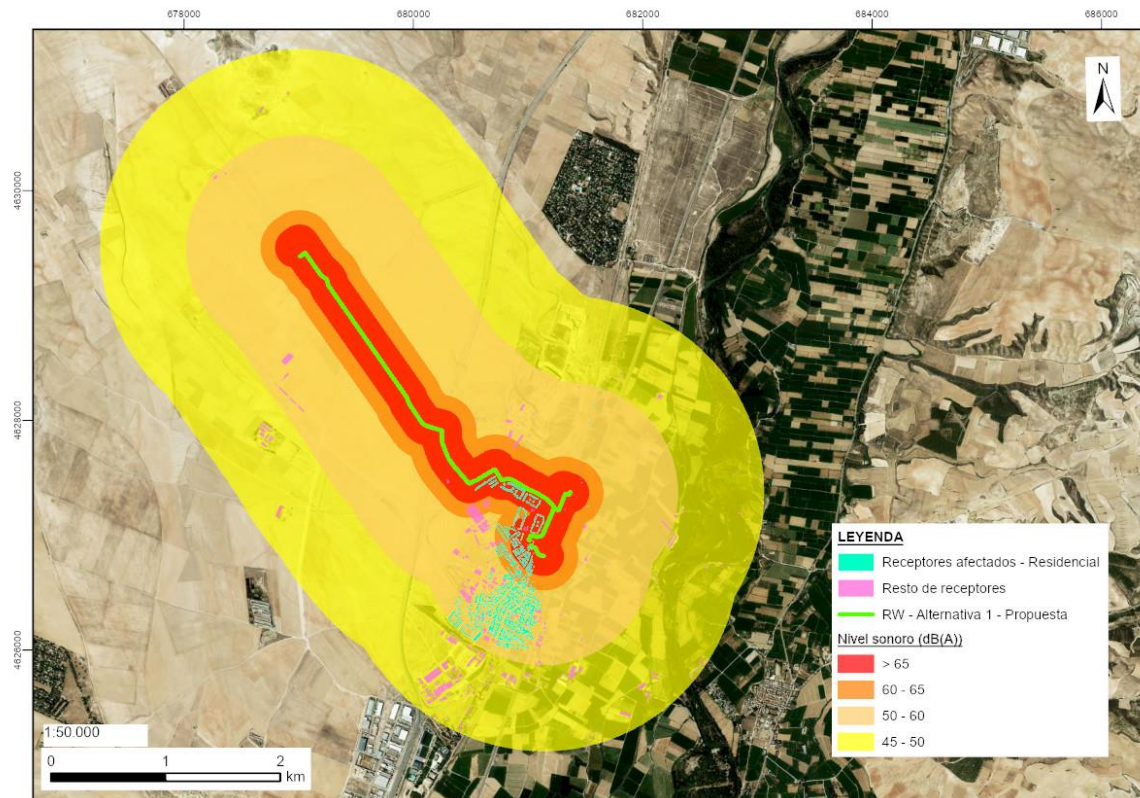 678000
680000
682000
684000
686000
4630000
4628000
4626000
N
LEYENDA
Receptores afectados - Residencial
Resto de receptores
RW - Alternativa 1 - Propuesta
Nivel sonoro (dB(A))
> 65
60 - 65
50 - 60
45 - 50
1:50.000
0 1 2
km